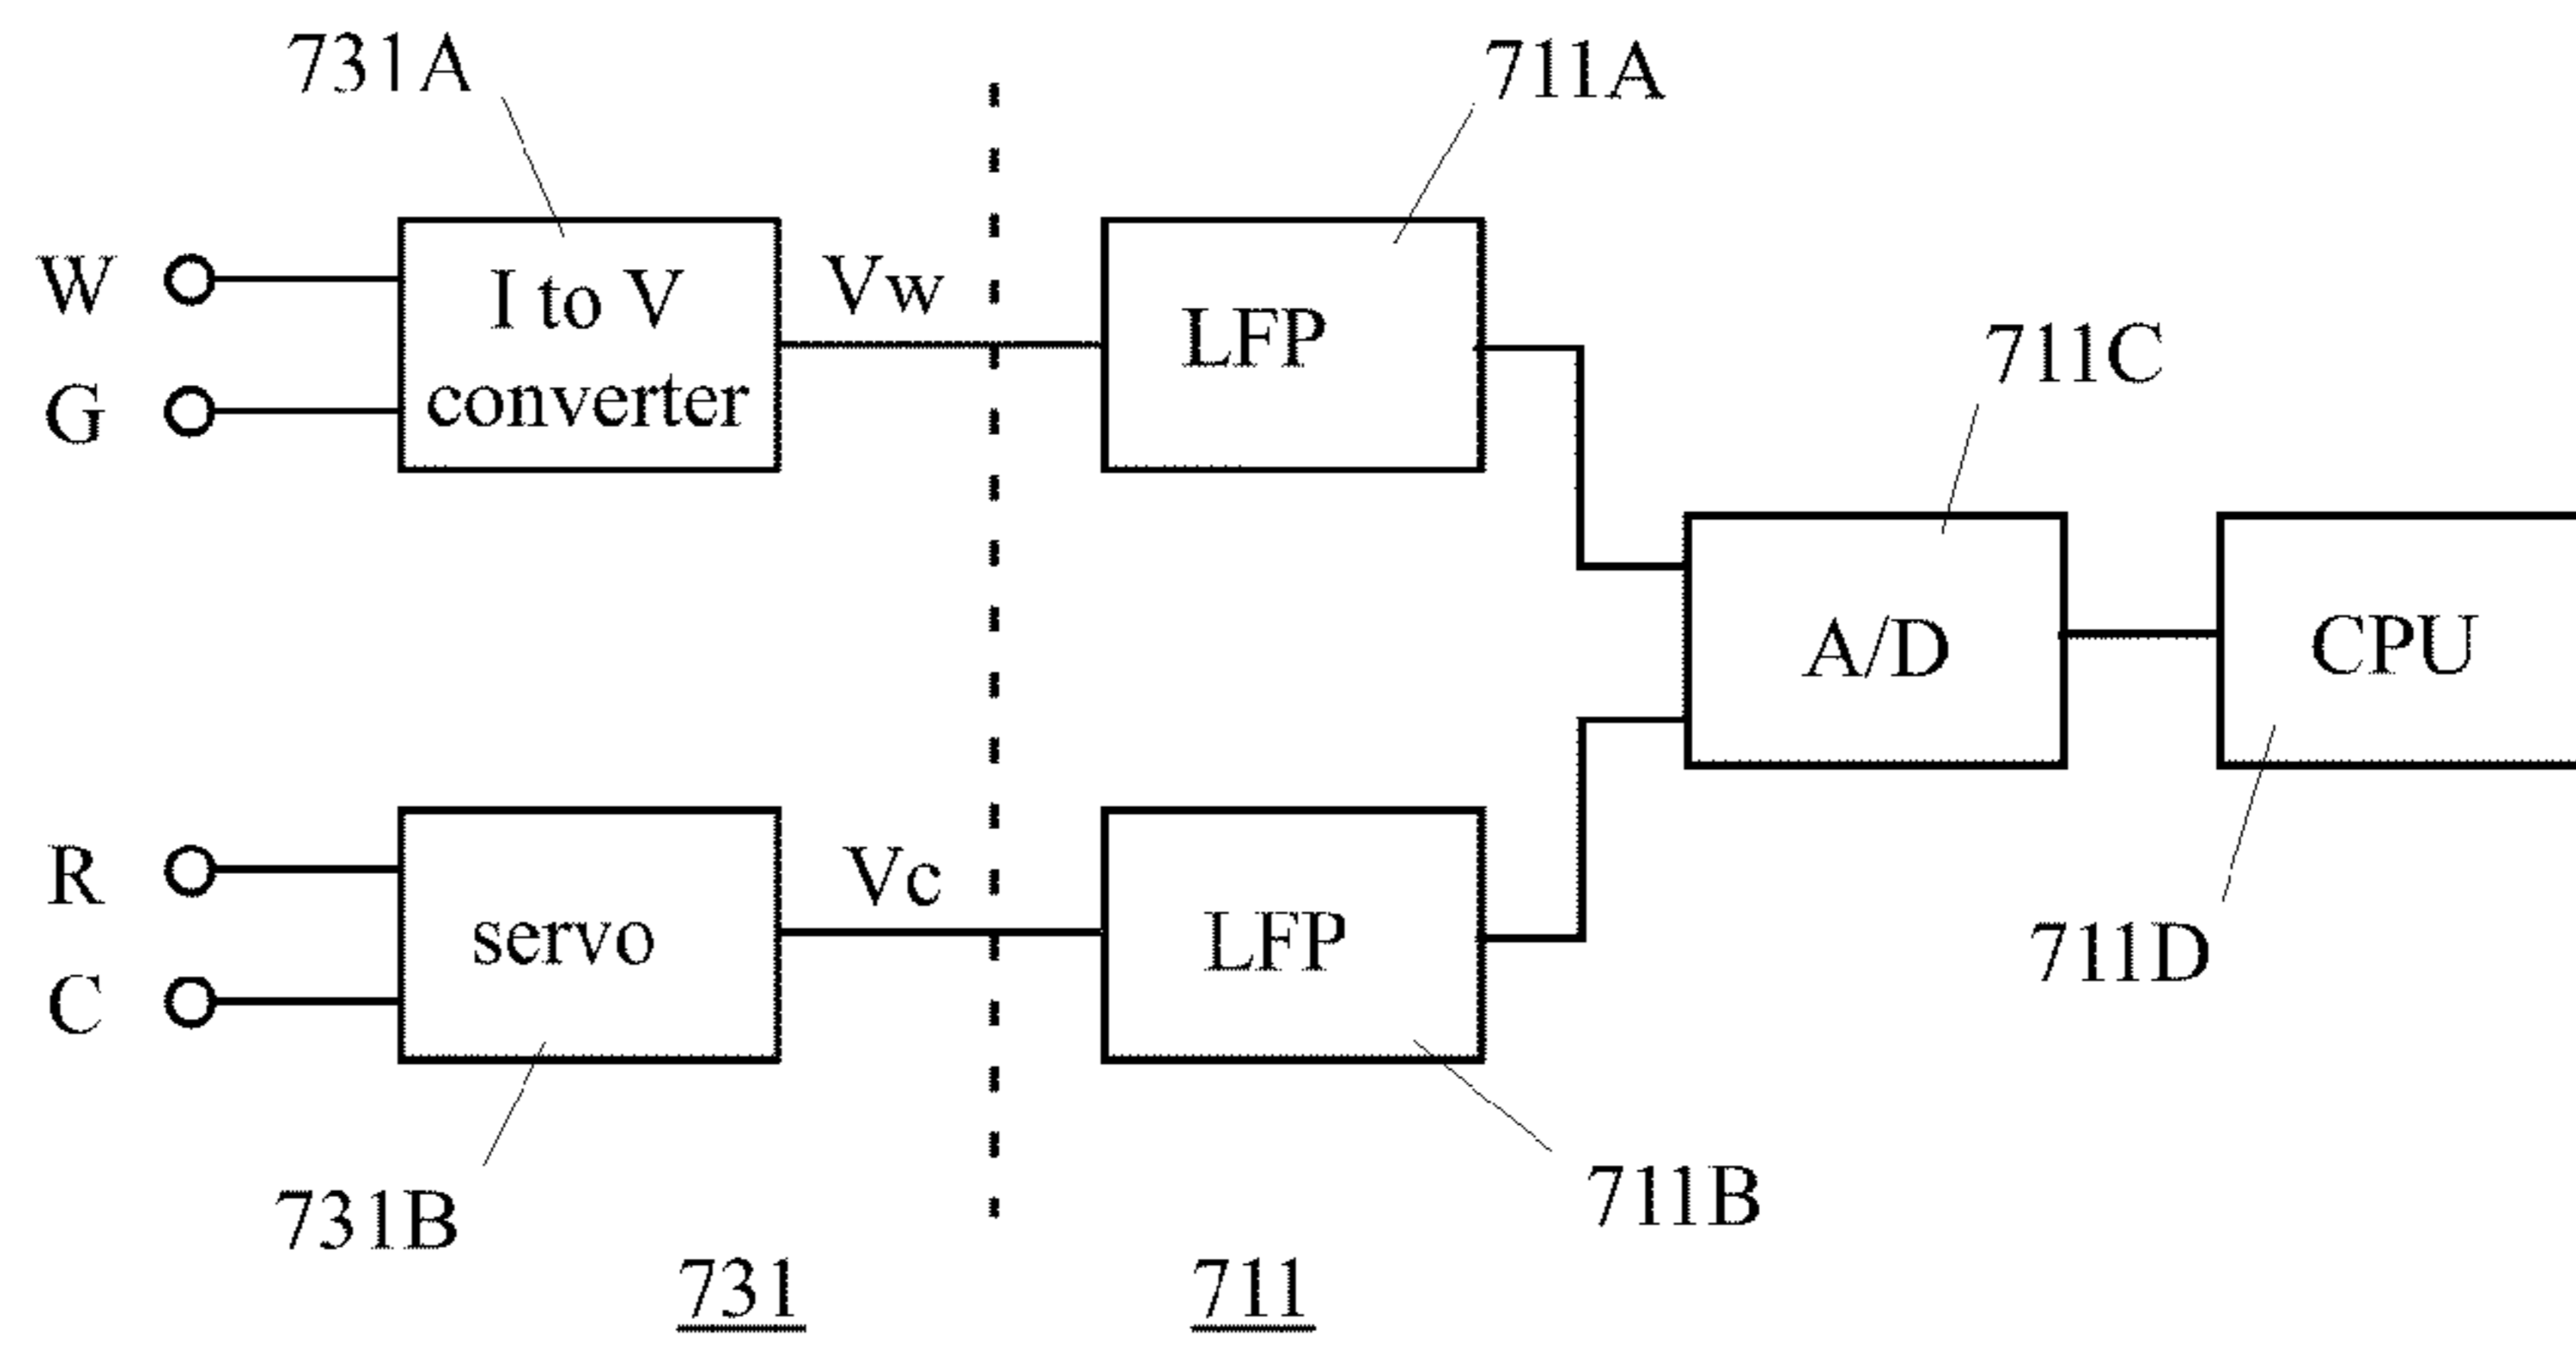 731A
711A
W
I to V
converter
Vw
LFP
711C
G
A/D
CPU
R
servo
Vc
LFP
C
711D
731B
711B
731
711